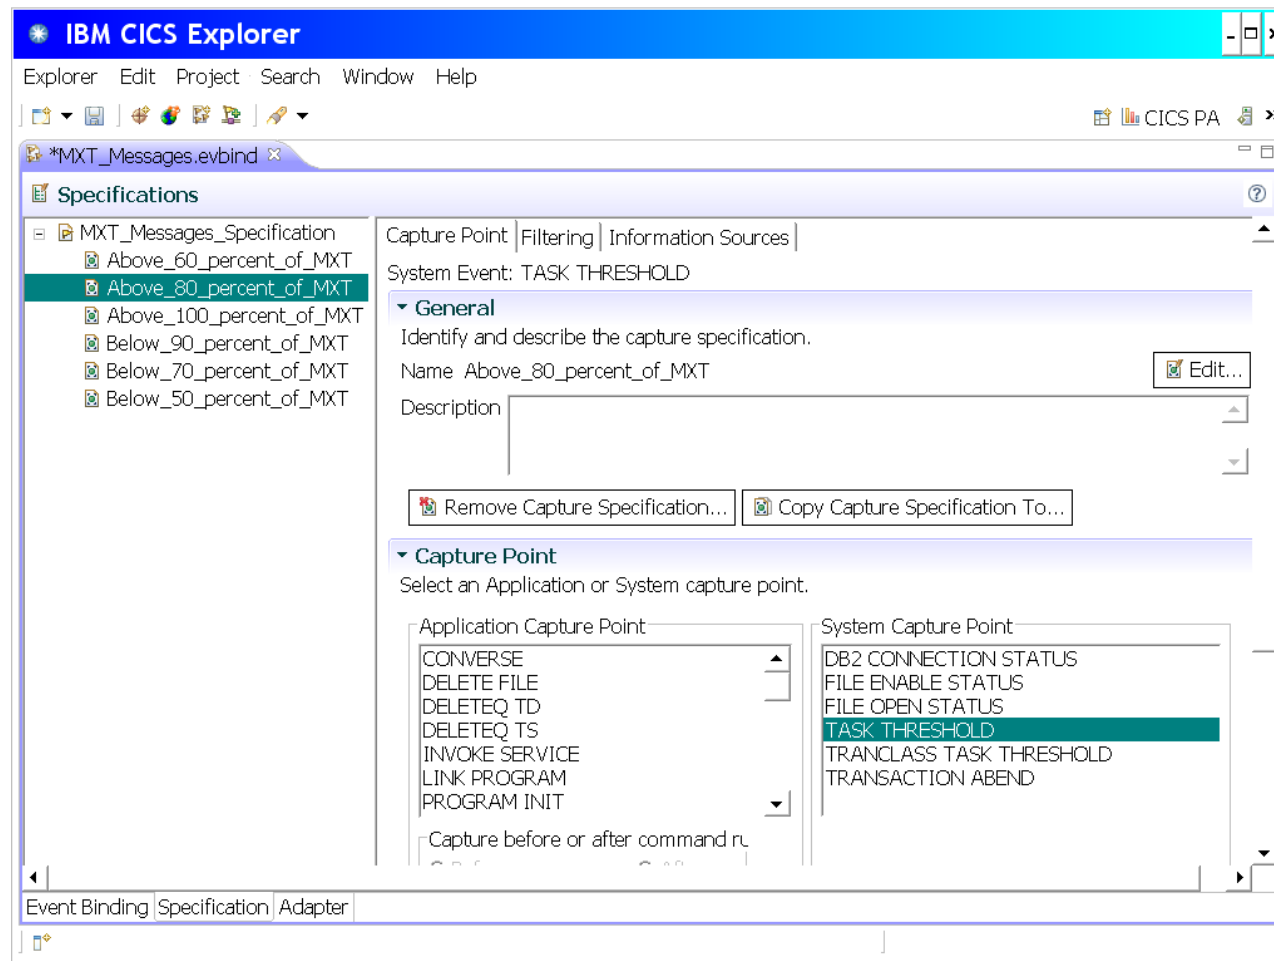 IBM CICS Explorer
Explorer Edit Project Search Window Help
CICS PA
*MXT_Messages.evbind
Specifications
MXT_Messages_Specification
Above_60_percent_of_MXT
Above_80_percent_of_MXT
Above_100_percent_of_MXT
Below_90_percent_of_MXT
Below_70_percent_of_MXT
Below_50_percent_of_MXT
Capture Point Filtering Information Sources
System Event: TASK THRESHOLD
General
Identify and describe the capture specification.
Name Above_80_percent_of_MXT
Edit...
Description
Remove Capture Specification... Copy Capture Specification To...
Capture Point
Select an Application or System capture point.
Application Capture Point
CONVERSE
DELETE FILE
DELETEQ TD
DELETEQ TS
INVOKE SERVICE
LINK PROGRAM
PROGRAM INIT
Capture before or after command ru
System Capture Point
DB2 CONNECTION STATUS
FILE ENABLE STATUS
FILE OPEN STATUS
TASK THRESHOLD
TRANCLASS TASK THRESHOLD
TRANSACTION ABEND
Event Binding Specification Adapter